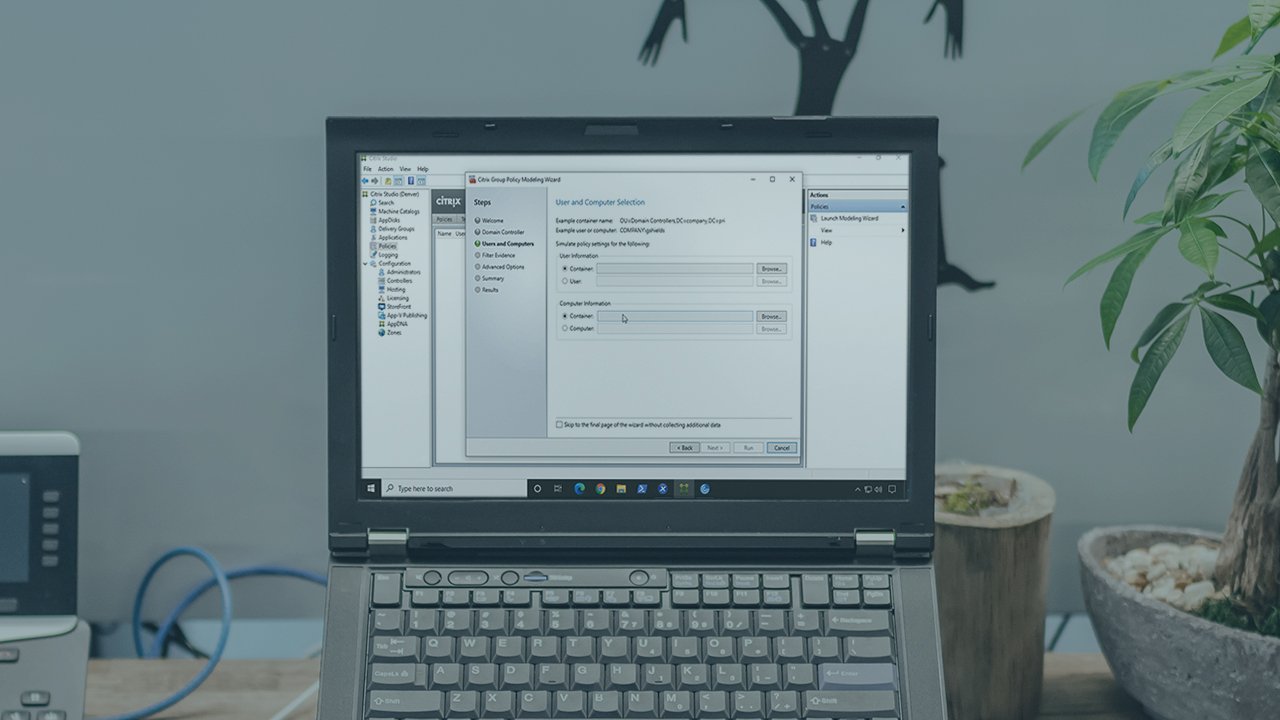 Citrix Studio
File Action View Help
Citrix Studio (Denver)
Search
Machine Catalogs
AppDisks
Delivery Groups
Applications
Policies
Logging
Configuration
Administrators
Controllers
Hosting
Licensing
StoreFront
App-V Publishing
AppDNA
Zones
CITRIX
Policies
Name User
Citrix Group Policy Modeling Wizard
Steps
Welcome
Domain Controller
Users and Computers
Filter Evidence
Advanced Options
Summary
Results
User and Computer Selection
Example container name: OU=Domain Controllers,DC=company,DC=pri
Example user or computer: COMPANY\gshields
Simulate policy settings for the following:
User Information
Container: Browse...
User: Browse...
Computer Information
Container: Browse...
Computer: Browse...
Skip to the final page of the wizard without collecting additional data
< Back Next > Run Cancel
Actions
Policies
Launch Modeling Wizard
View
Help
Type here to search
Q W E R T Y U I O P
Tab
CapsLk A S D F G H J K L Enter
Shift Z X C V B N M Shift
Backspace